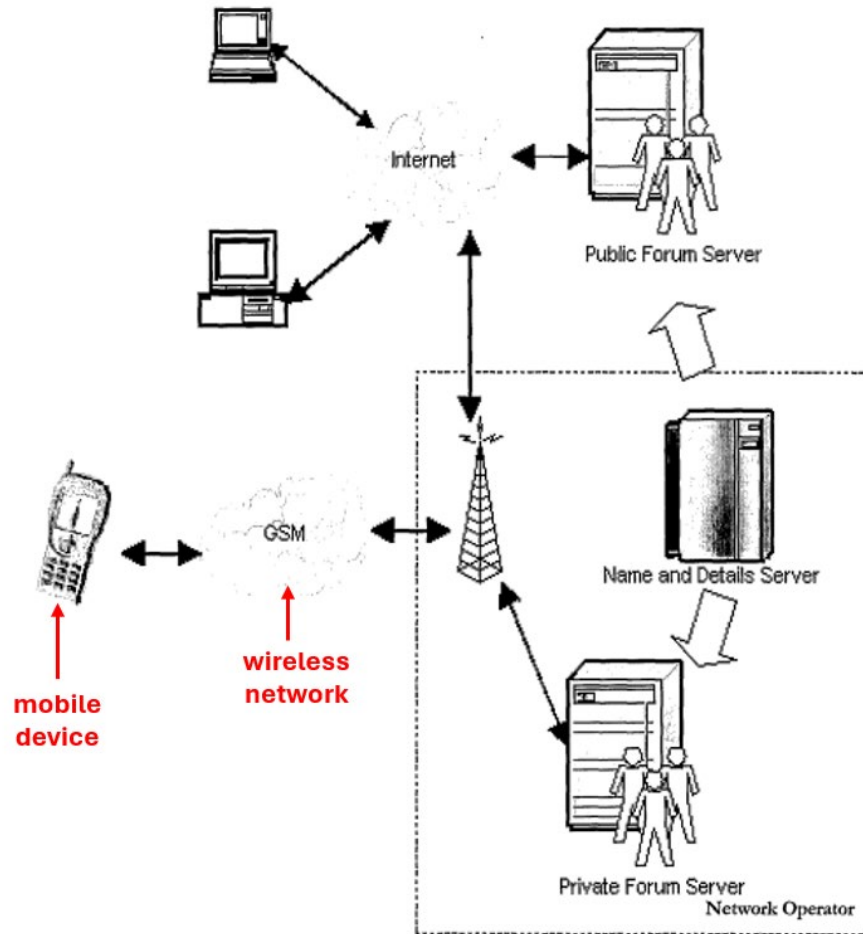 Internet
Public Forum Server
GSM
Name and Details Server
wireless
network
mobile
device
Private Forum Server
Network Operator